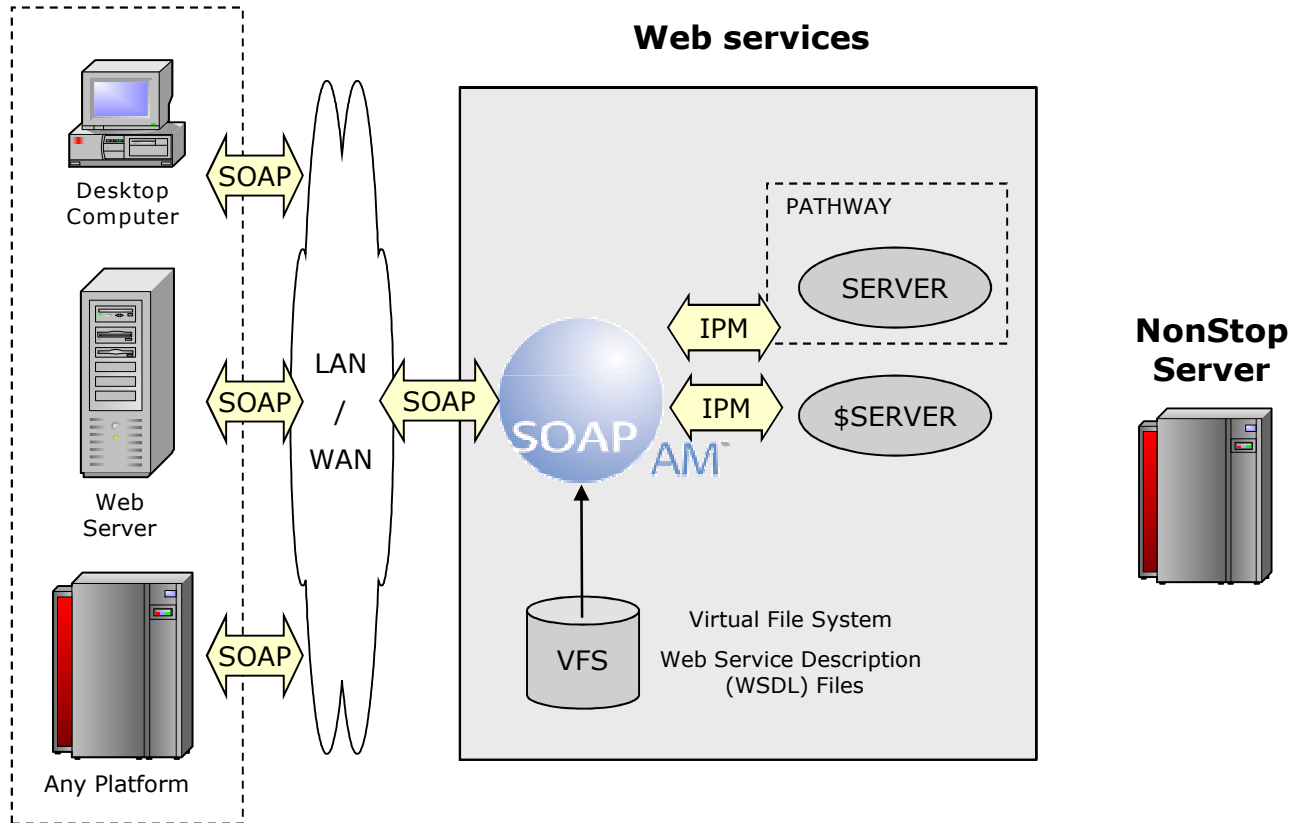 Web services
Desktop
Computer
SOAP
Web
Server
SOAP
Any Platform
SOAP
LAN
/
WAN
SOAP
SOAP
AM™
IPM
IPM
PATHWAY
SERVER
$SERVER
VFS
Virtual File System
Web Service Description
(WSDL) Files
NonStop
Server